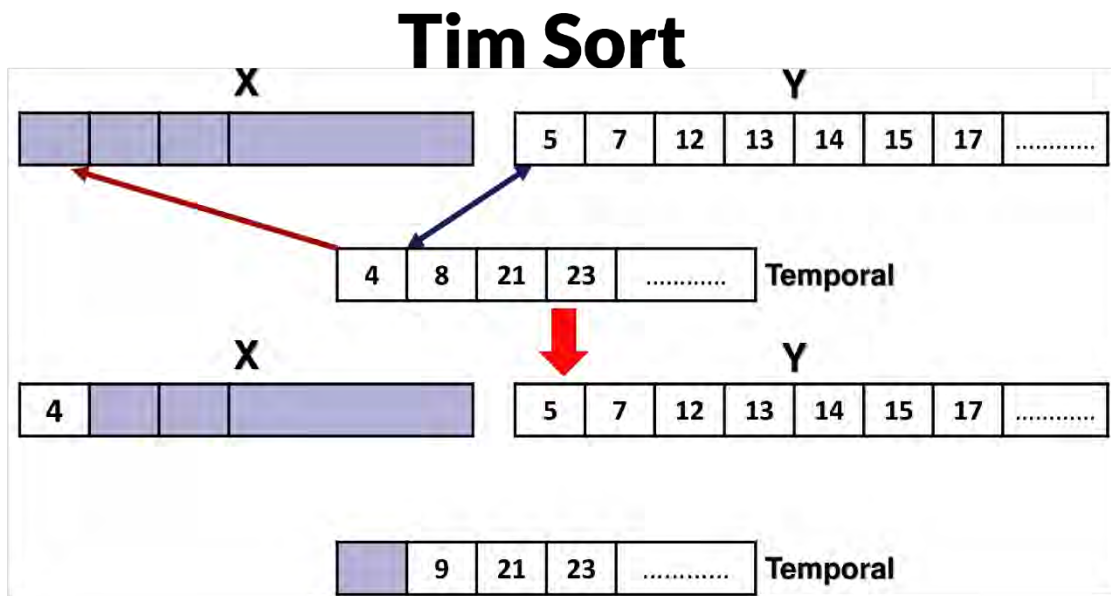 Tim Sort
X Y
5 7 12 13 14 15 17 ............
4 8 21 23 ............ Temporal
X Y
4 5 7 12 13 14 15 17 ............
9 21 23 ............ Temporal